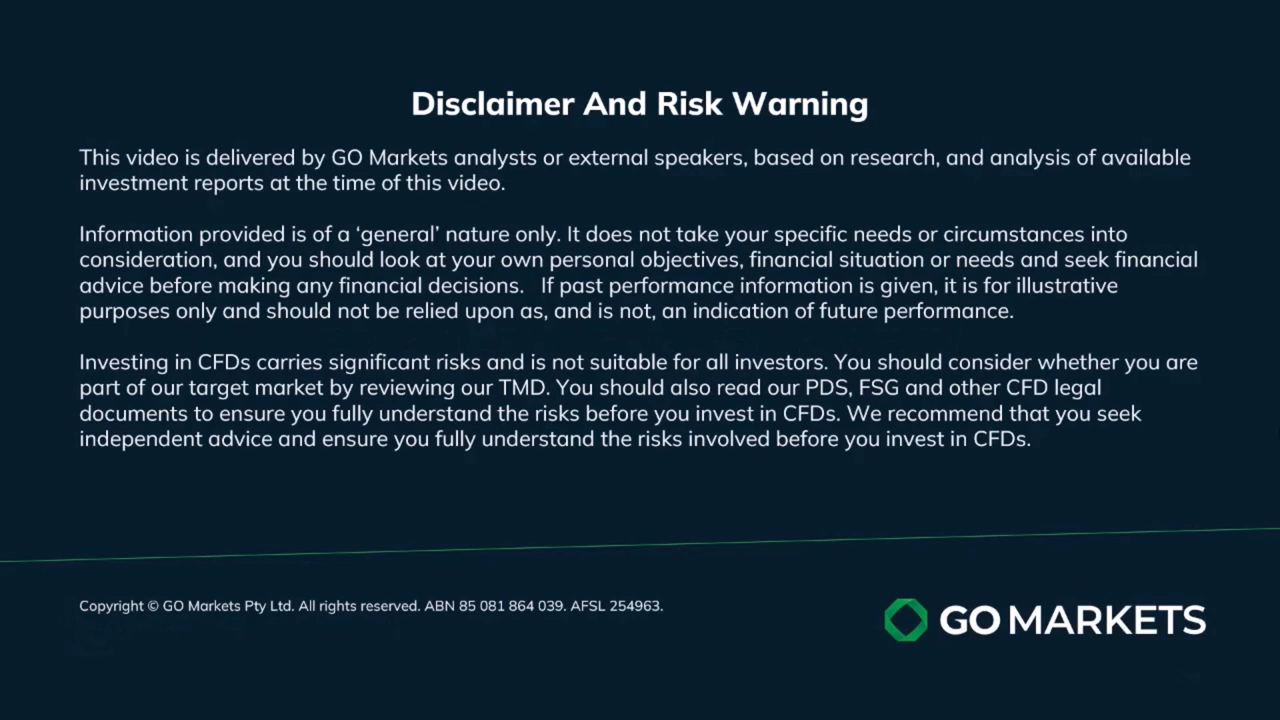 Disclaimer And Risk Warning
This video is delivered by GO Markets analysts or external speakers, based on research, and analysis of available
investment reports at the time of this video.
Information provided is of a ‘general’ nature only. It does not take your specific needs or circumstances into
consideration, and you should look at your own personal objectives, financial situation or needs and seek financial
advice before making any financial decisions.   If past performance information is given, it is for illustrative
purposes only and should not be relied upon as, and is not, an indication of future performance.
Investing in CFDs carries significant risks and is not suitable for all investors. You should consider whether you are
part of our target market by reviewing our TMD. You should also read our PDS, FSG and other CFD legal
documents to ensure you fully understand the risks before you invest in CFDs. We recommend that you seek
independent advice and ensure you fully understand the risks involved before you invest in CFDs.
Copyright © GO Markets Pty Ltd. All rights reserved. ABN 85 081 864 039. AFSL 254963.
GO MARKETS